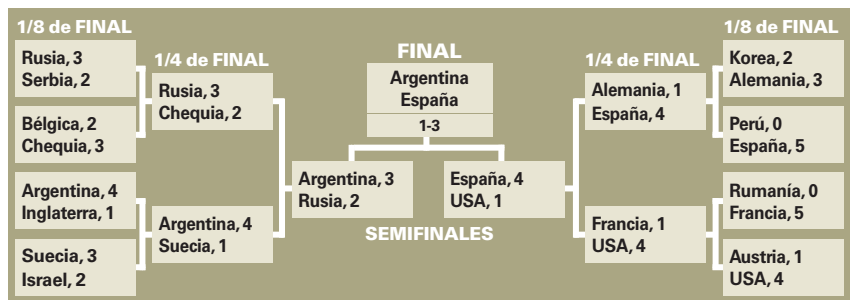 1/8 de FINAL
Rusia, 3
Serbia, 2
Bélgica, 2
Chequia, 3
Argentina, 4
Inglaterra, 1
Suecia, 3
Israel, 2
1/4 de FINAL
Rusia, 3
Chequia, 2
Argentina, 4
Suecia, 1
FINAL
Argentina
España
1-3
Argentina, 3
Rusia, 2
España, 4
USA, 1
SEMIFINALES
1/4 de FINAL
Alemania, 1
España, 4
Francia, 1
USA, 4
1/8 de FINAL
Korea, 2
Alemania, 3
Perú, 0
España, 5
Rumanía, 0
Francia, 5
Austria, 1
USA, 4